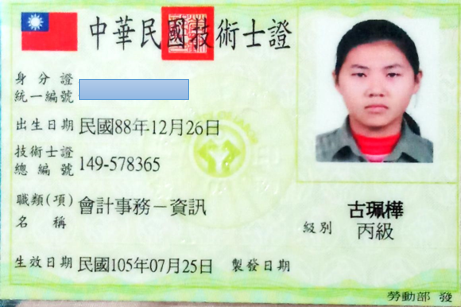 中華民國技術士證
身分證
統一編號
出生日期 民國88年12月26日
技術士證
總編號 149-578365
職類(項)
名稱 會計事務－資訊
古珮樺
級別 丙級
生效日期 民國105年07月25日 製發日期
勞動部 發